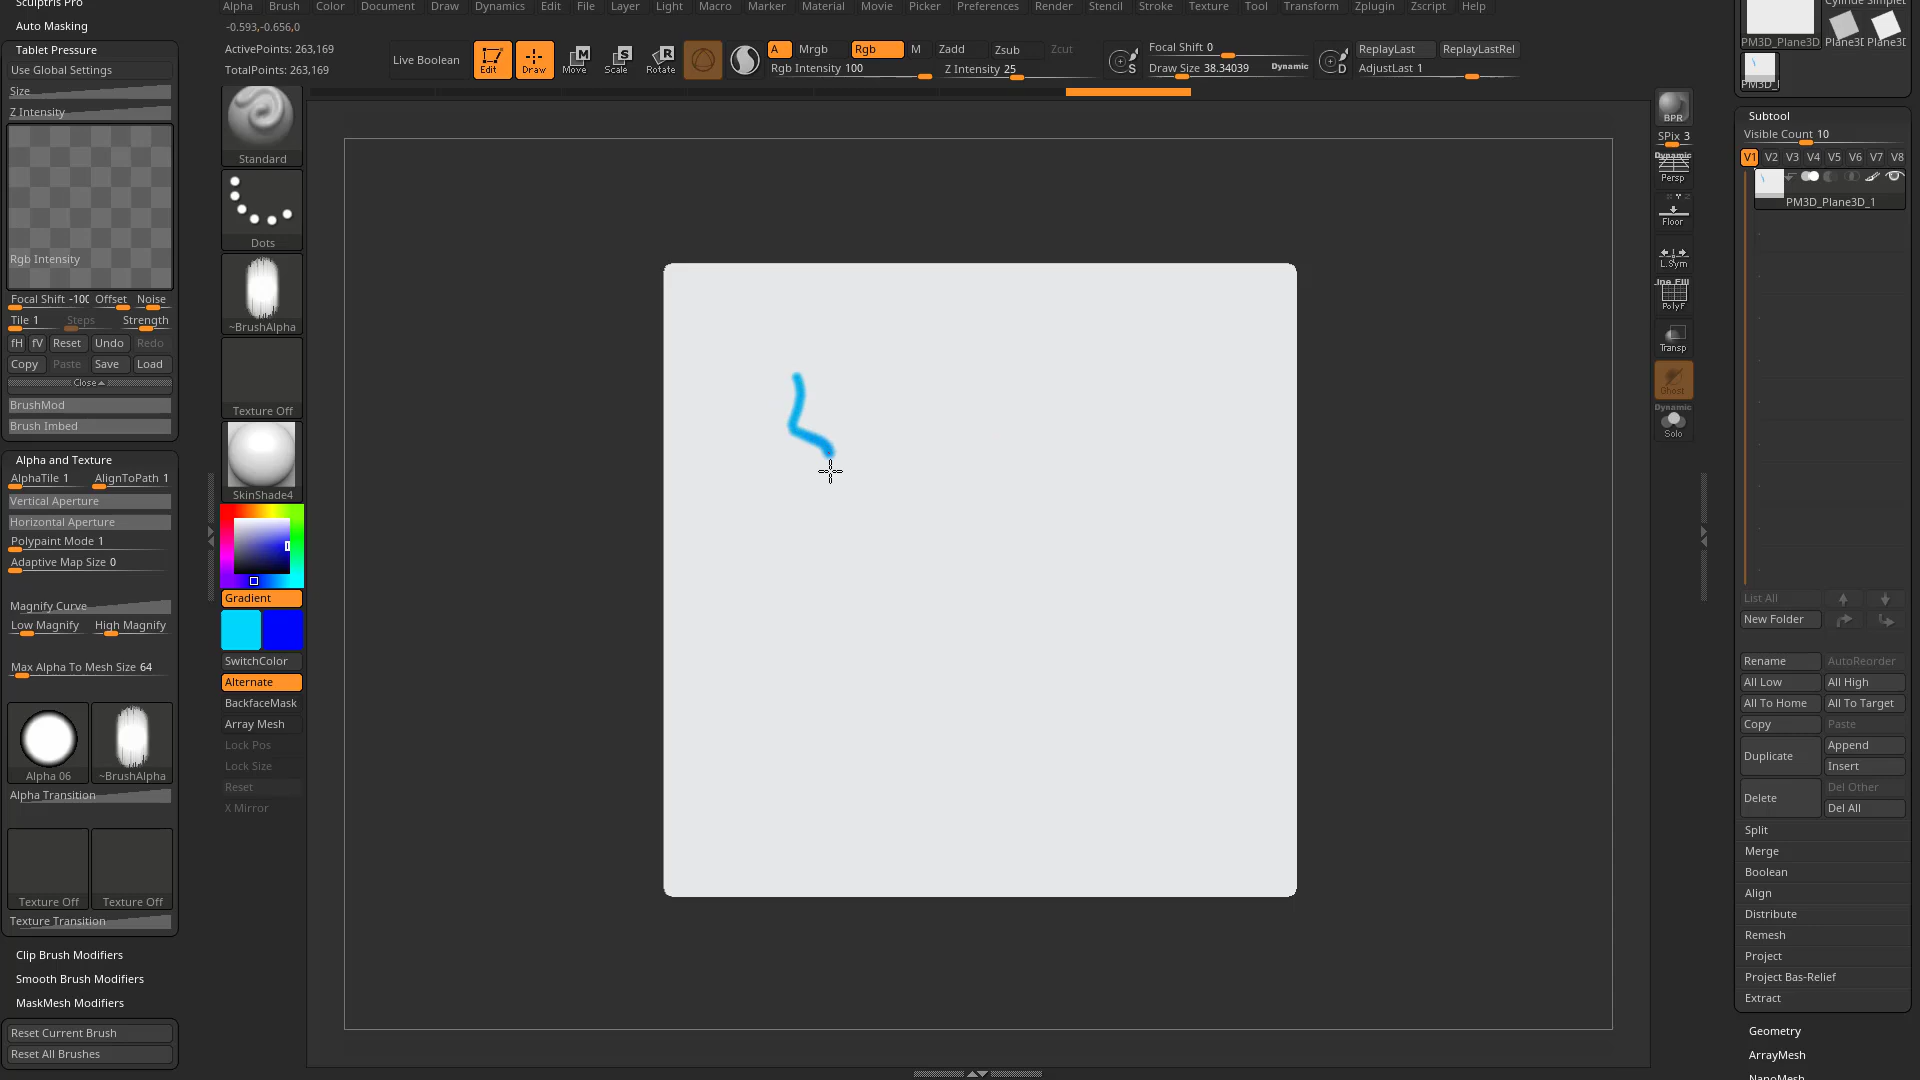 Sculptris Pro
Auto Masking
Tablet Pressure
Use Global Settings
Size
Z Intensity
Rgb Intensity
Focal Shift -100 Offset Noise
Tile 1 Steps Strength
fH fV Reset Undo Redo
Copy Paste Save Load
Close
BrushMod
Brush Imbed
Alpha and Texture
AlphaTile 1 AlignToPath 1
Vertical Aperture
Horizontal Aperture
Polypaint Mode 1
Adaptive Map Size 0
Magnify Curve
Low Magnify High Magnify
Max Alpha To Mesh Size 64
Alpha 06 ~BrushAlpha
Alpha Transition
Texture Off Texture Off
Texture Transition
Clip Brush Modifiers
Smooth Brush Modifiers
MaskMesh Modifiers
Reset Current Brush
Reset All Brushes
Alpha Brush Color Document Draw Dynamics Edit File Layer Light Macro Marker Material Movie Picker Preferences Render Stencil Stroke Texture Tool Transform Zplugin Zscript Help
-0.593,-0.656,0
ActivePoints: 263,169
TotalPoints: 263,169
Live Boolean
Edit Draw Move Scale Rotate
A Mrgb Rgb M Zadd Zsub Zcut
Rgb Intensity 100 Z Intensity 25
Focal Shift 0
Draw Size 38.34039 Dynamic
S D
ReplayLast ReplayLastRel
AdjustLast 1
Standard
Dots
~BrushAlpha
Texture Off
SkinShade4
Gradient
SwitchColor
Alternate
BackfaceMask
Array Mesh
Lock Pos
Lock Size
Reset
X Mirror
BPR
SPix 3
Dynamic
Persp
Floor
L.Sym
Line Fill
PolyF
Transp
Ghost
Dynamic
Solo
PM3D_Plane3D
Subtool
Visible Count 10
V1 V2 V3 V4 V5 V6 V7 V8
PM3D_Plane3D_1
List All
New Folder
Rename AutoReorder
All Low All High
All To Home All To Target
Copy Paste
Duplicate Append
Insert
Delete Del Other
Del All
Split
Merge
Boolean
Align
Distribute
Remesh
Project
Project Bas-Relief
Extract
Geometry
ArrayMesh
NanoMesh